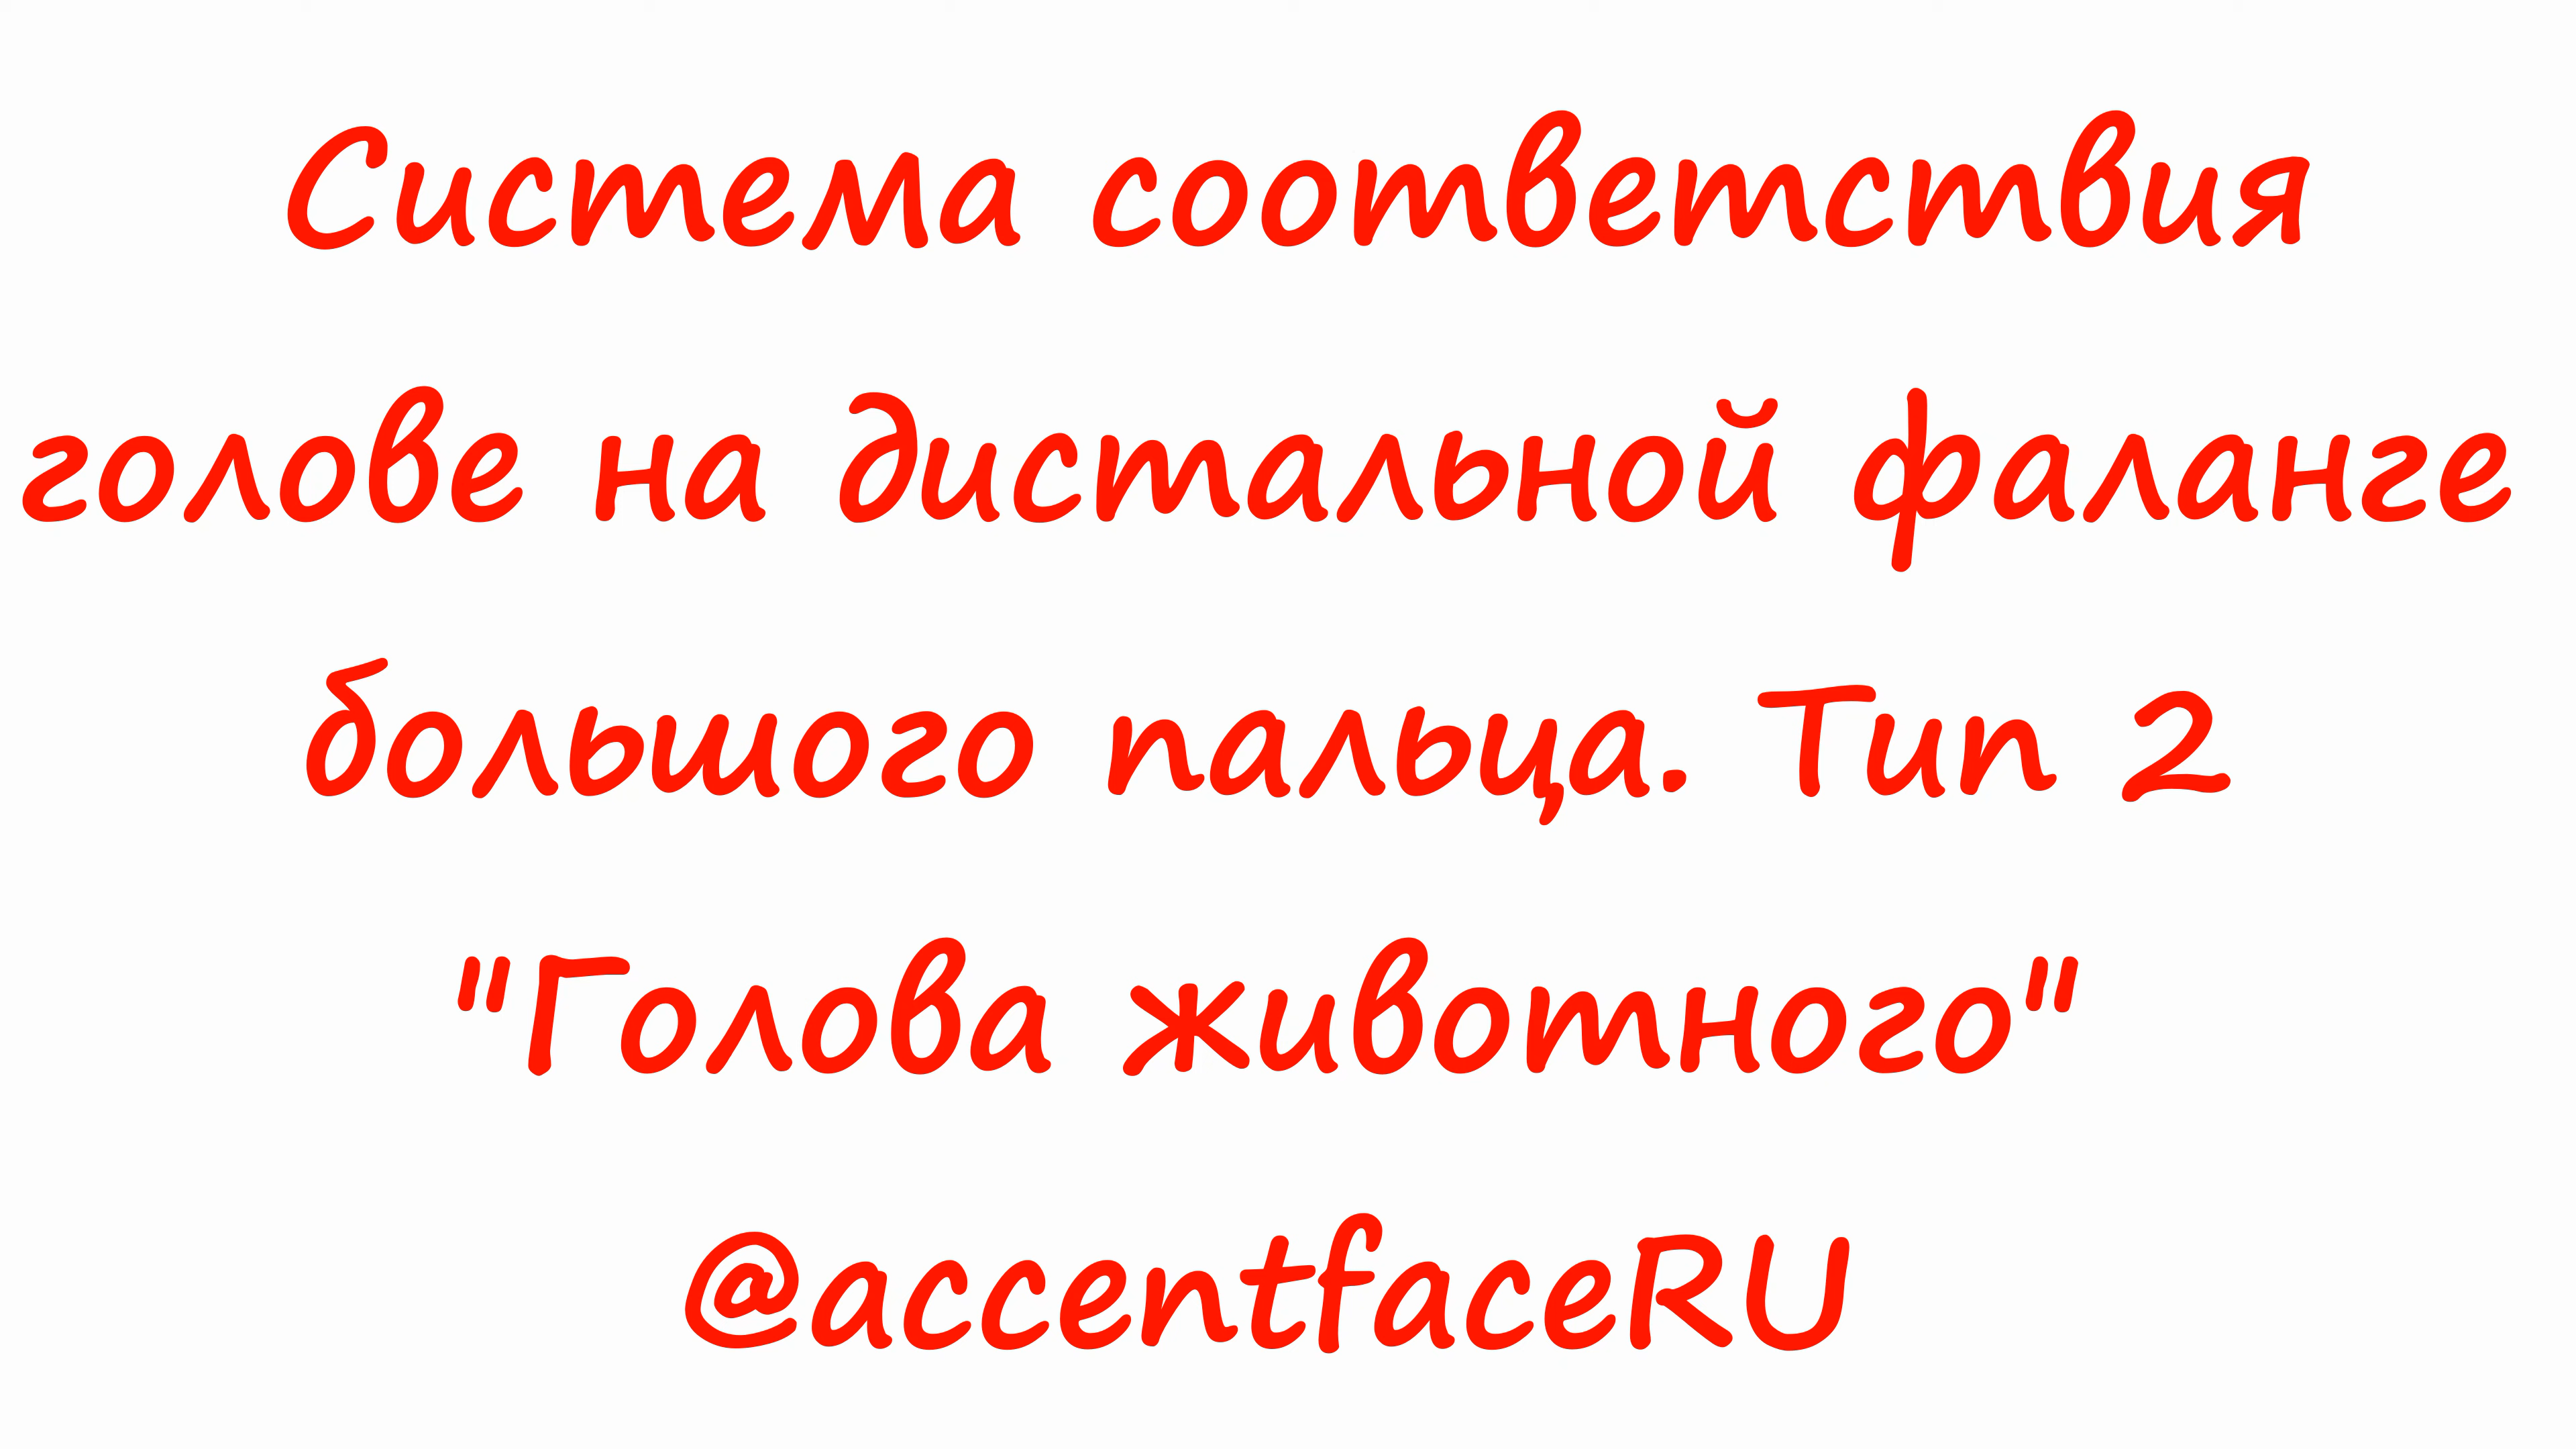 Система соответствия
голове на дистальной фаланге
большого пальца. Тип 2
"Голова животного"
@accentfaceRU